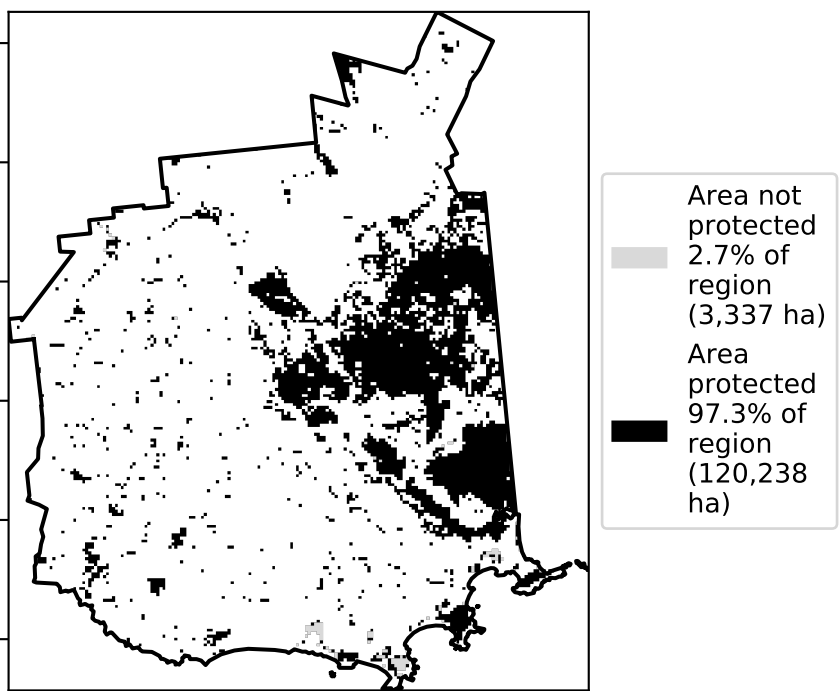 Area not
protected
2.7% of
region
(3,337 ha)
Area
protected
97.3% of
region
(120,238
ha)